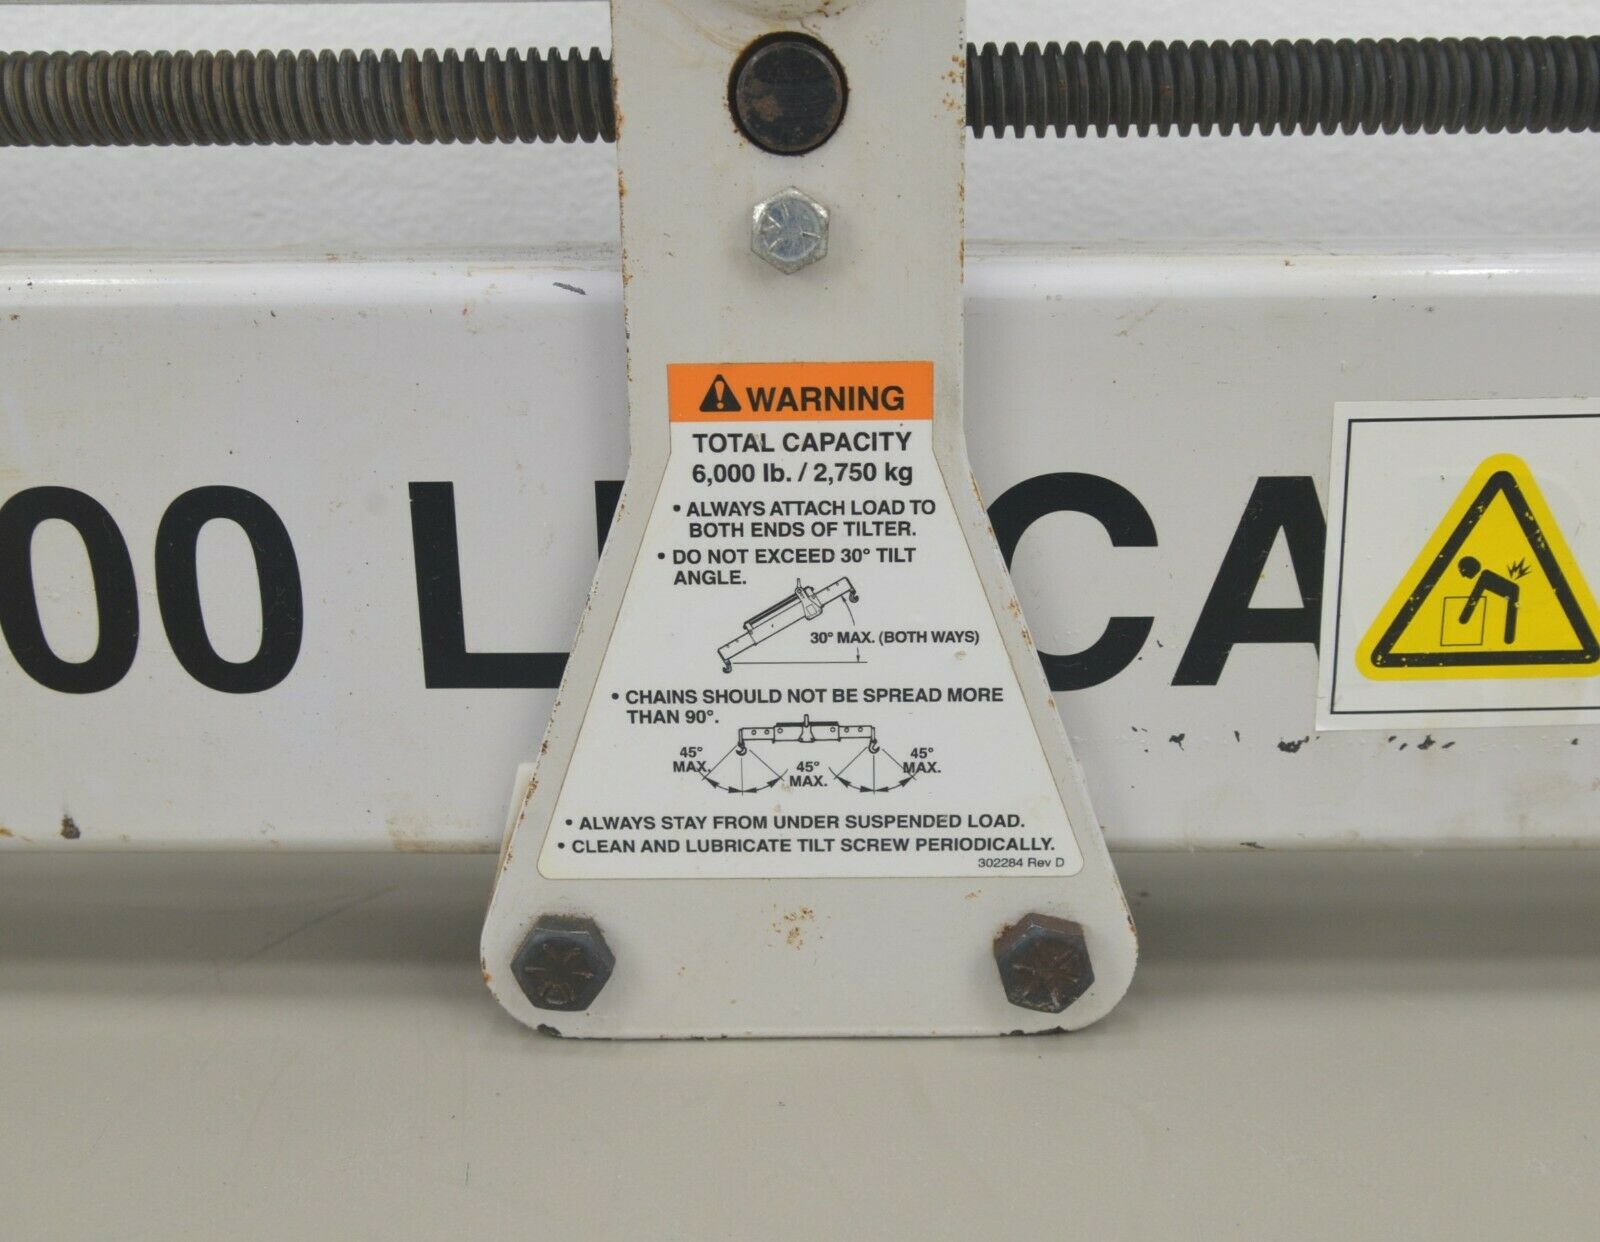 WARNING
TOTAL CAPACITY
6,000 lb. / 2,750 kg
• ALWAYS ATTACH LOAD TO
BOTH ENDS OF TILTER.
• DO NOT EXCEED 30° TILT
ANGLE.
30° MAX. (BOTH WAYS)
• CHAINS SHOULD NOT BE SPREAD MORE
THAN 90°.
45° MAX. 45° MAX. 45° MAX.
• ALWAYS STAY FROM UNDER SUSPENDED LOAD.
• CLEAN AND LUBRICATE TILT SCREW PERIODICALLY.
302284 Rev D
00 L CA